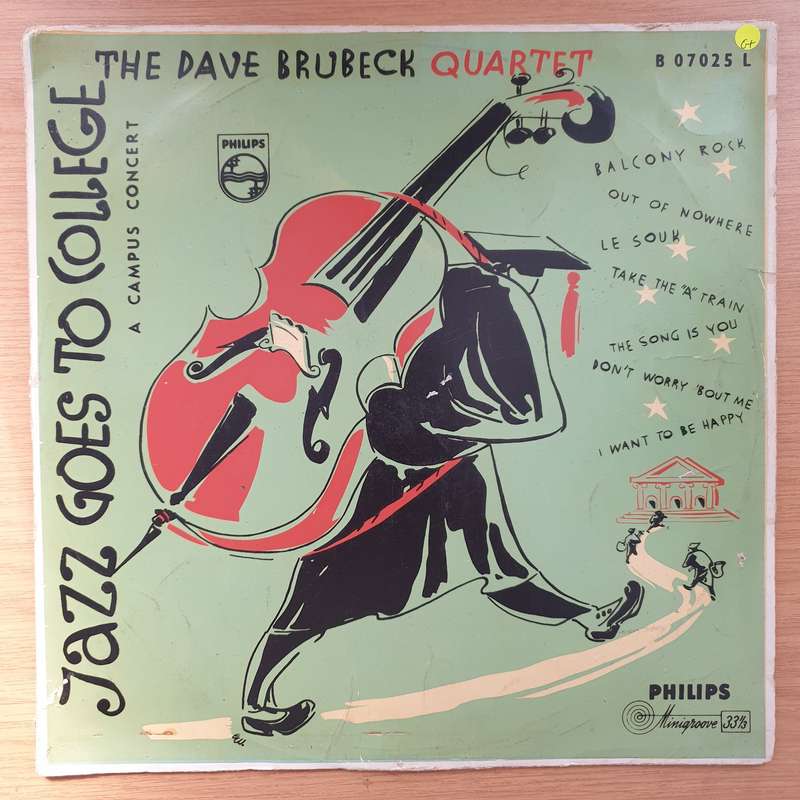 THE DAVE BRUBECK QUARTET
B 07025 L
G+
JAZZ GOES TO COLLEGE
A CAMPUS CONCERT
PHILIPS
BALCONY ROCK
OUT OF NOWHERE
LE SOUK
TAKE THE "A" TRAIN
THE SONG IS YOU
DON'T WORRY 'BOUT ME
I WANT TO BE HAPPY
PHILIPS
Minigroove 33⅓